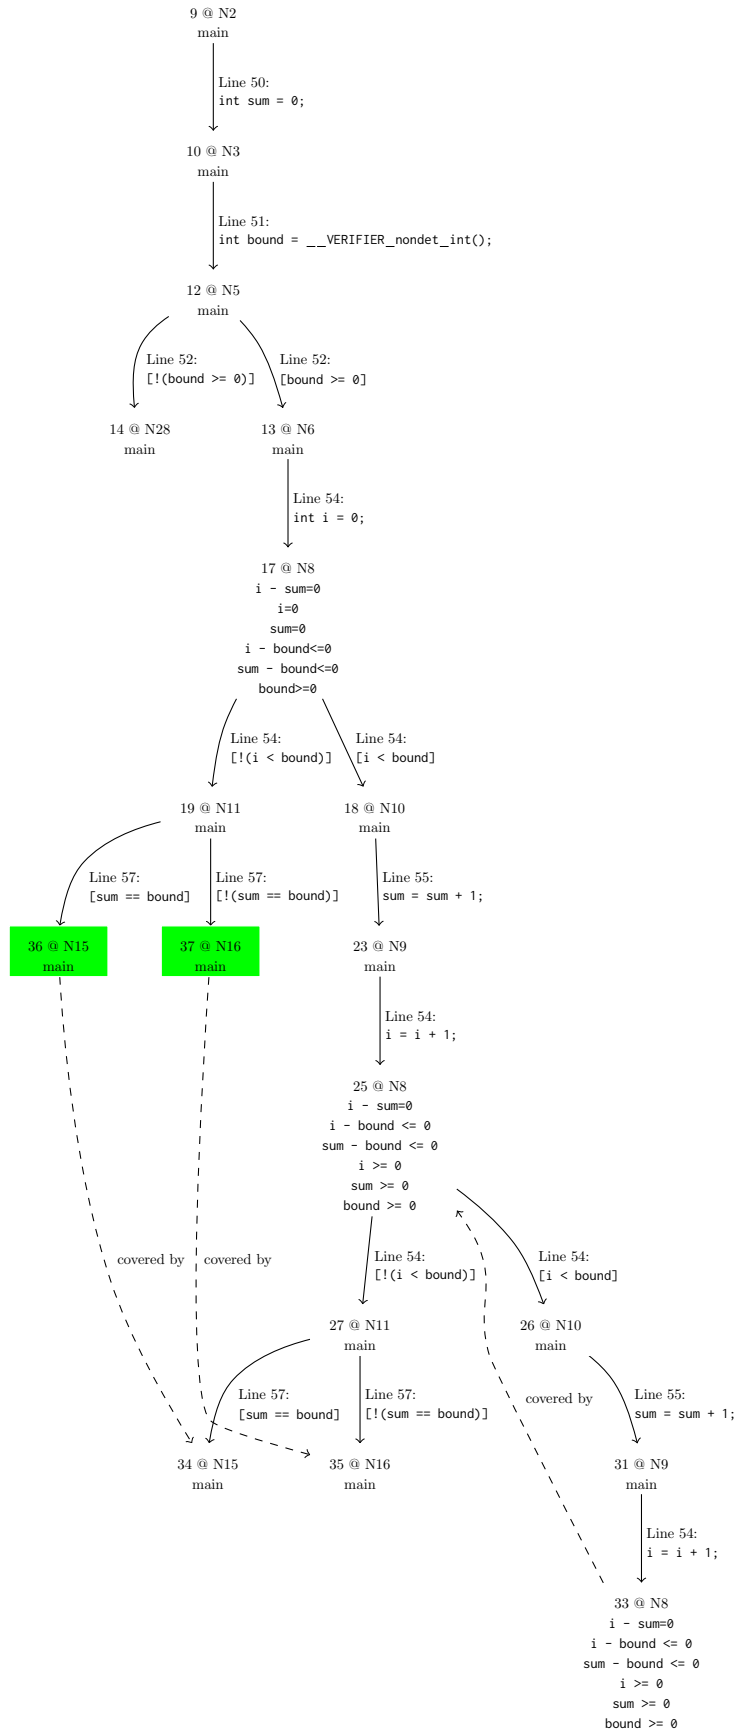 9 @ N2
main
Line 50:
int sum = 0;
10 @ N3
main
Line 51:
int bound = __VERIFIER_nondet_int();
12 @ N5
main
Line 52:
[!(bound >= 0)]
Line 52:
[bound >= 0]
14 @ N28
main
13 @ N6
main
Line 54:
int i = 0;
17 @ N8
i - sum=0
i=0
sum=0
i - bound<=0
sum - bound<=0
bound>=0
Line 54:
[!(i < bound)]
Line 54:
[i < bound]
19 @ N11
main
18 @ N10
main
Line 57:
[sum == bound]
Line 57:
[!(sum == bound)]
Line 55:
sum = sum + 1;
36 @ N15
main
37 @ N16
main
23 @ N9
main
Line 54:
i = i + 1;
25 @ N8
i - sum=0
i - bound <= 0
sum - bound <= 0
i >= 0
sum >= 0
bound >= 0
covered by
covered by
Line 54:
[!(i < bound)]
Line 54:
[i < bound]
27 @ N11
main
26 @ N10
main
Line 57:
[sum == bound]
Line 57:
[!(sum == bound)]
covered by
Line 55:
sum = sum + 1;
34 @ N15
main
35 @ N16
main
31 @ N9
main
Line 54:
i = i + 1;
33 @ N8
i - sum=0
i - bound <= 0
sum - bound <= 0
i >= 0
sum >= 0
bound >= 0